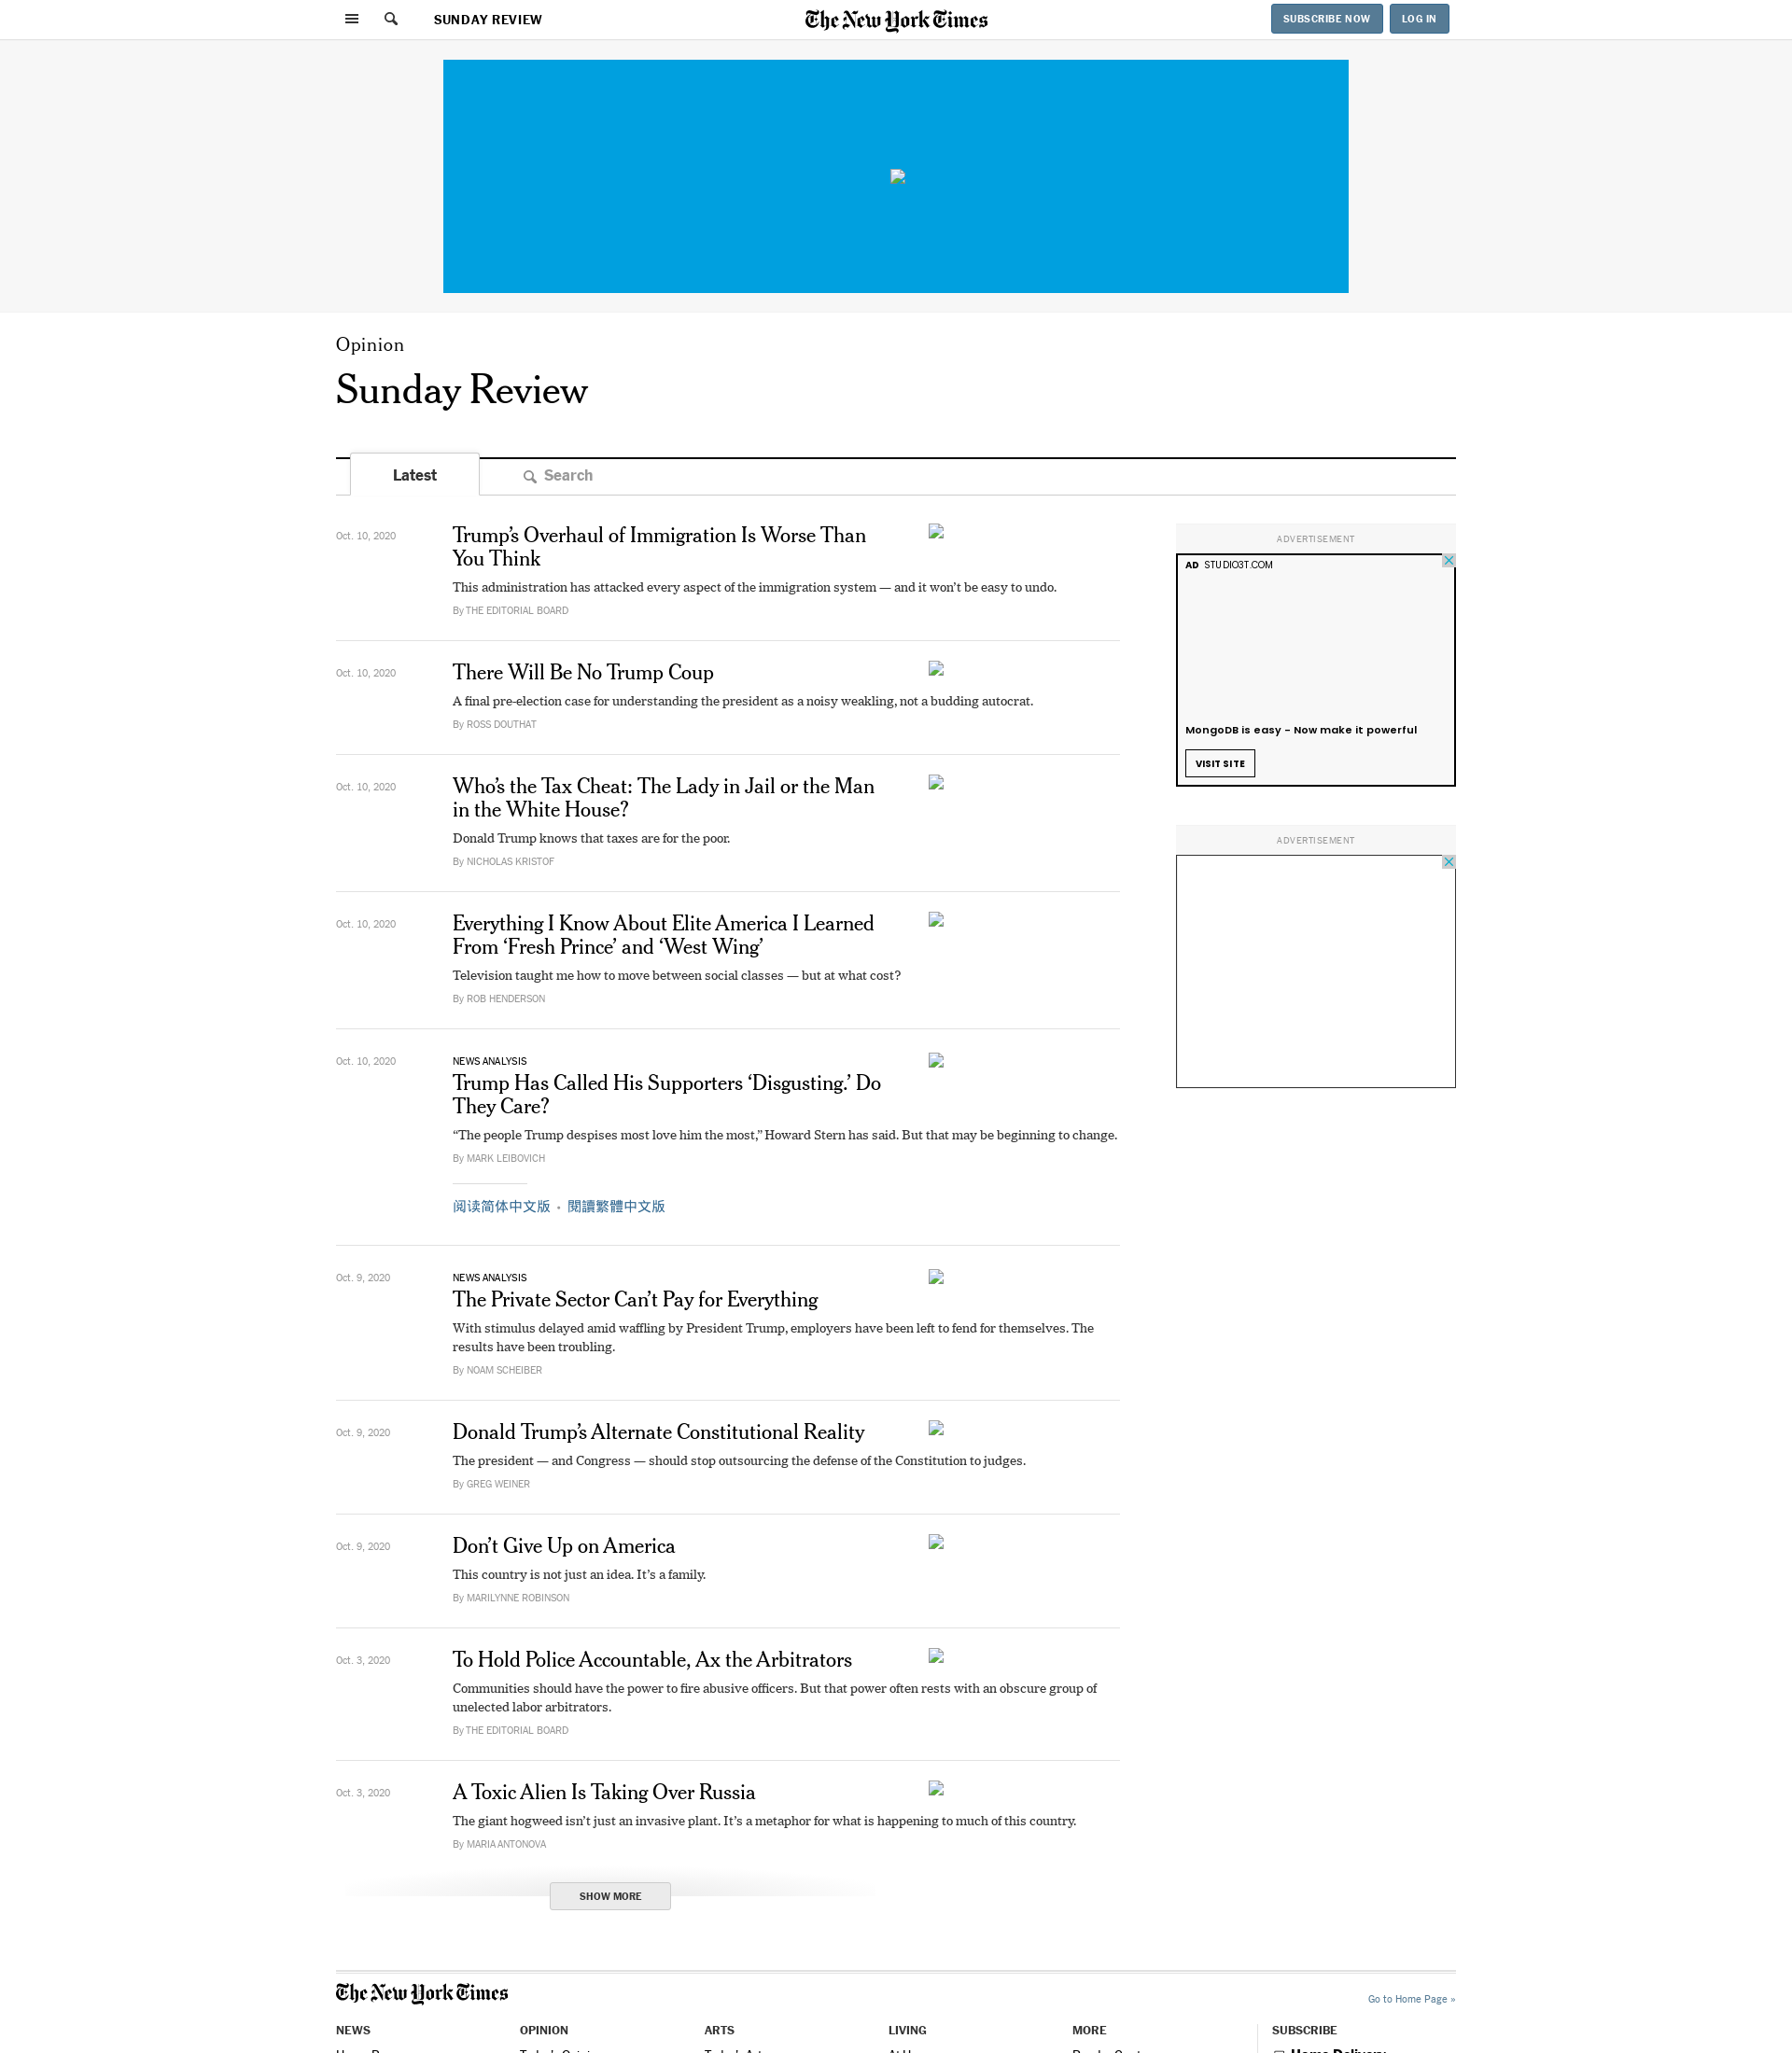 SUNDAY REVIEW
The New York Times
SUBSCRIBE NOW
LOG IN
Opinion
Sunday Review
Latest
Search
Oct. 10, 2020
Trump's Overhaul of Immigration Is Worse Than
You Think
This administration has attacked every aspect of the immigration system — and it won't be easy to undo.
By THE EDITORIAL BOARD
Oct. 10, 2020
There Will Be No Trump Coup
A final pre-election case for understanding the president as a noisy weakling, not a budding autocrat.
By ROSS DOUTHAT
Oct. 10, 2020
Who's the Tax Cheat: The Lady in Jail or the Man
in the White House?
Donald Trump knows that taxes are for the poor.
By NICHOLAS KRISTOF
Oct. 10, 2020
Everything I Know About Elite America I Learned
From ‘Fresh Prince’ and ‘West Wing’
Television taught me how to move between social classes — but at what cost?
By ROB HENDERSON
Oct. 10, 2020
NEWS ANALYSIS
Trump Has Called His Supporters ‘Disgusting.’ Do
They Care?
“The people Trump despises most love him the most,” Howard Stern has said. But that may be beginning to change.
By MARK LEIBOVICH
阅读简体中文版 • 閱讀繁體中文版
Oct. 9, 2020
NEWS ANALYSIS
The Private Sector Can't Pay for Everything
With stimulus delayed amid waffling by President Trump, employers have been left to fend for themselves. The
results have been troubling.
By NOAM SCHEIBER
Oct. 9, 2020
Donald Trump's Alternate Constitutional Reality
The president — and Congress — should stop outsourcing the defense of the Constitution to judges.
By GREG WEINER
Oct. 9, 2020
Don't Give Up on America
This country is not just an idea. It's a family.
By MARILYNNE ROBINSON
Oct. 3, 2020
To Hold Police Accountable, Ax the Arbitrators
Communities should have the power to fire abusive officers. But that power often rests with an obscure group of
unelected labor arbitrators.
By THE EDITORIAL BOARD
Oct. 3, 2020
A Toxic Alien Is Taking Over Russia
The giant hogweed isn't just an invasive plant. It's a metaphor for what is happening to much of this country.
By MARIA ANTONOVA
SHOW MORE
ADVERTISEMENT
AD STUDIO3T.COM
MongoDB is easy - Now make it powerful
VISIT SITE
ADVERTISEMENT
The New York Times
Go to Home Page »
NEWS
OPINION
ARTS
LIVING
MORE
SUBSCRIBE
Home Delivery